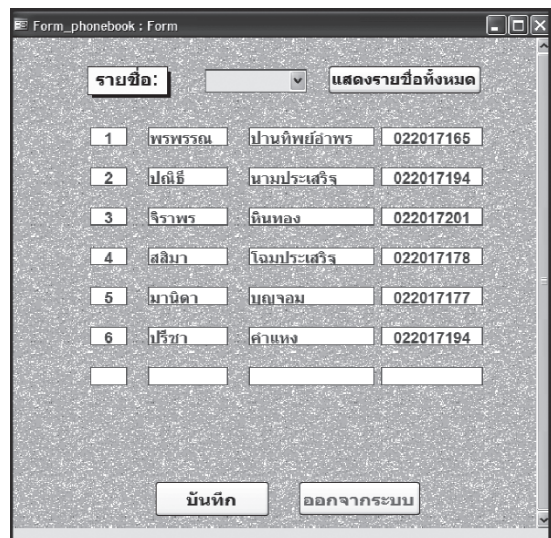 Form_phonebook : Form
รายชื่อ: แสดงรายชื่อทั้งหมด
1 พรพรรณ ปานทิพย์อำพร 022017165
2 ปณิธี นามประเสริฐ 022017194
3 จิราพร หินทอง 022017201
4 สสิมา โฉมประเสริฐ 022017178
5 มานิดา บุญจอม 022017177
6 ปรีชา คำแหง 022017194
บันทึก ออกจากระบบ